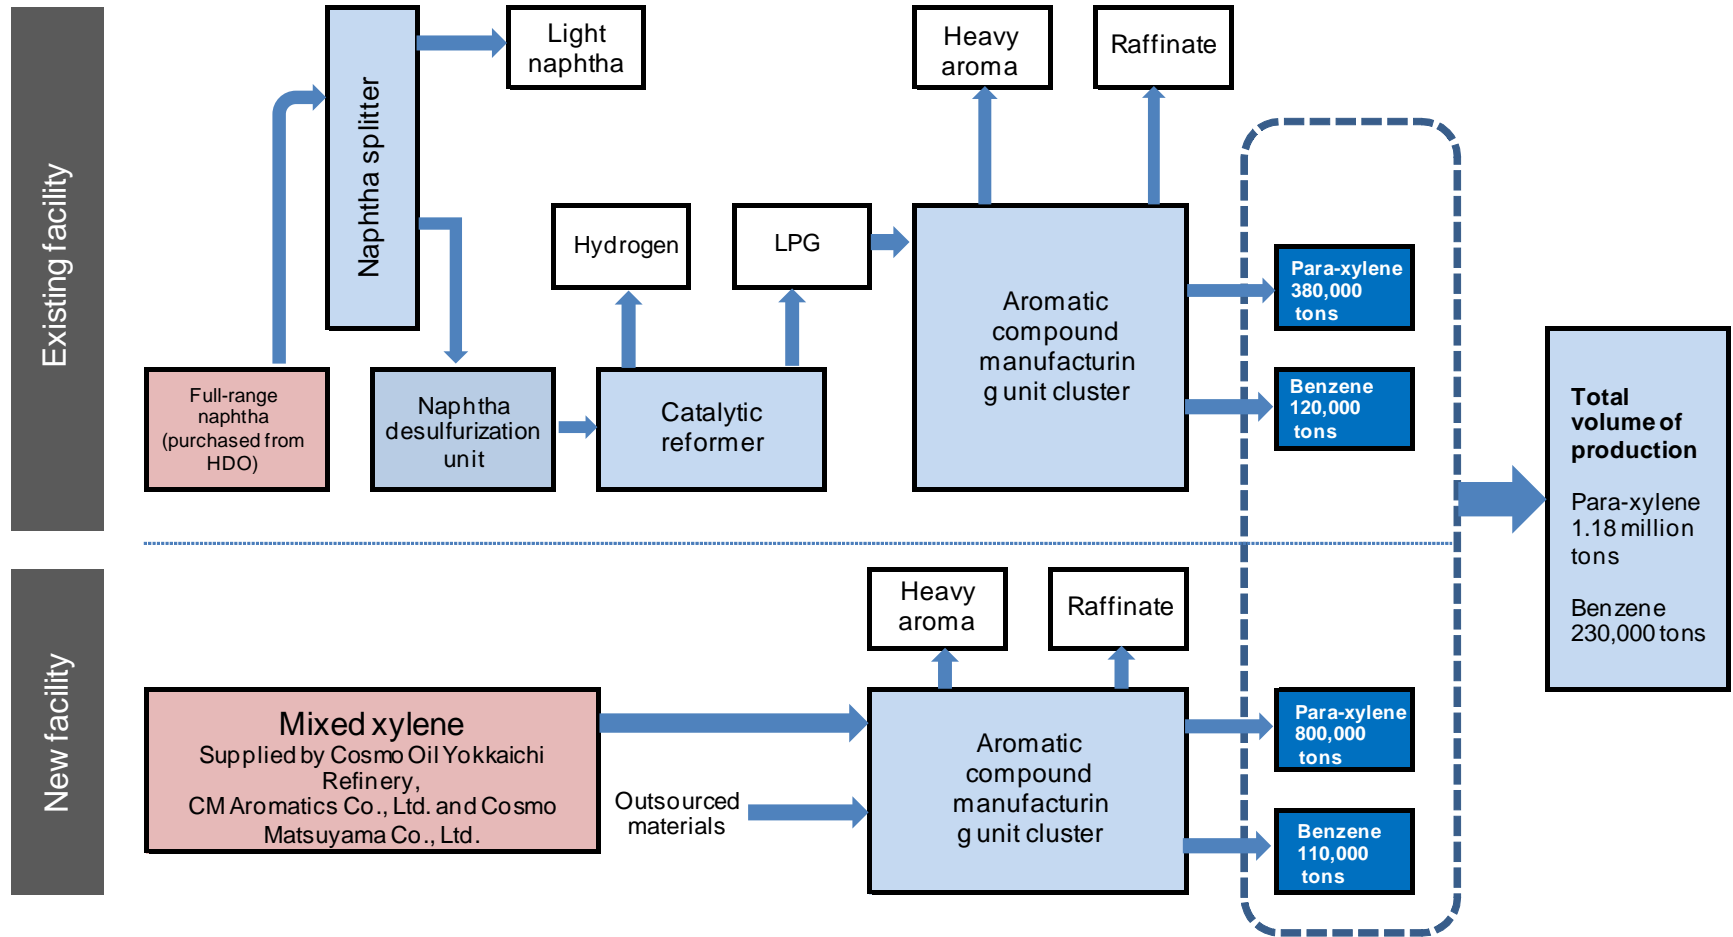 Existing facility
Naphtha splitter
Light
naphtha
Heavy
aroma
Raffinate
Hydrogen
LPG
Full-range
naphtha
(purchased from
HDO)
Naphtha
desulfurization
unit
Catalytic
reformer
Aromatic
compound
manufacturin
g unit cluster
Para-xylene
380,000
tons
Benzene
120,000
tons
Total
volume of
production
Para-xylene
1.18 million
tons
Benzene
230,000 tons
New facility
Heavy
aroma
Raffinate
Mixed xylene
Supplied by Cosmo Oil Yokkaichi
Refinery,
CM Aromatics Co., Ltd. and Cosmo
Matsuyama Co., Ltd.
Outsourced
materials
Aromatic
compound
manufacturin
g unit cluster
Para-xylene
800,000
tons
Benzene
110,000
tons